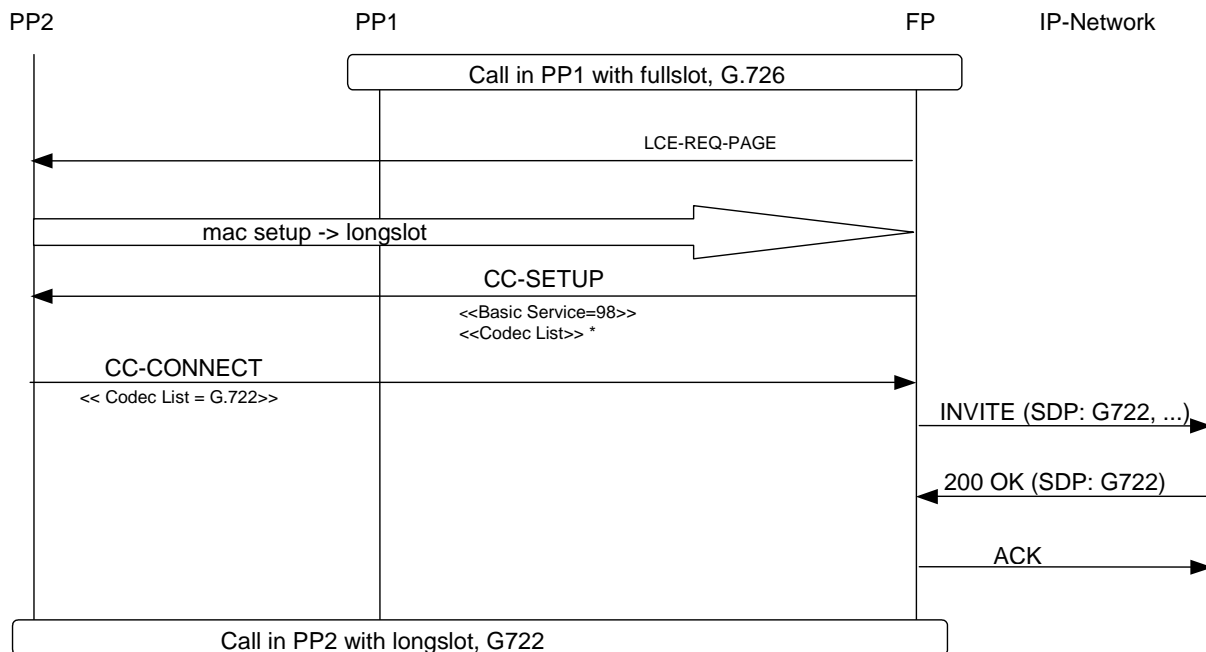 PP2 PP1 FP IP-Network
Call in PP1 with fullslot, G.726
LCE-REQ-PAGE
mac setup -> longslot
CC-SETUP
<<Basic Service=98>>
<<Codec List>> *
CC-CONNECT
<< Codec List = G.722>>
INVITE (SDP: G722, ...)
200 OK (SDP: G722)
ACK
Call in PP2 with longslot, G722